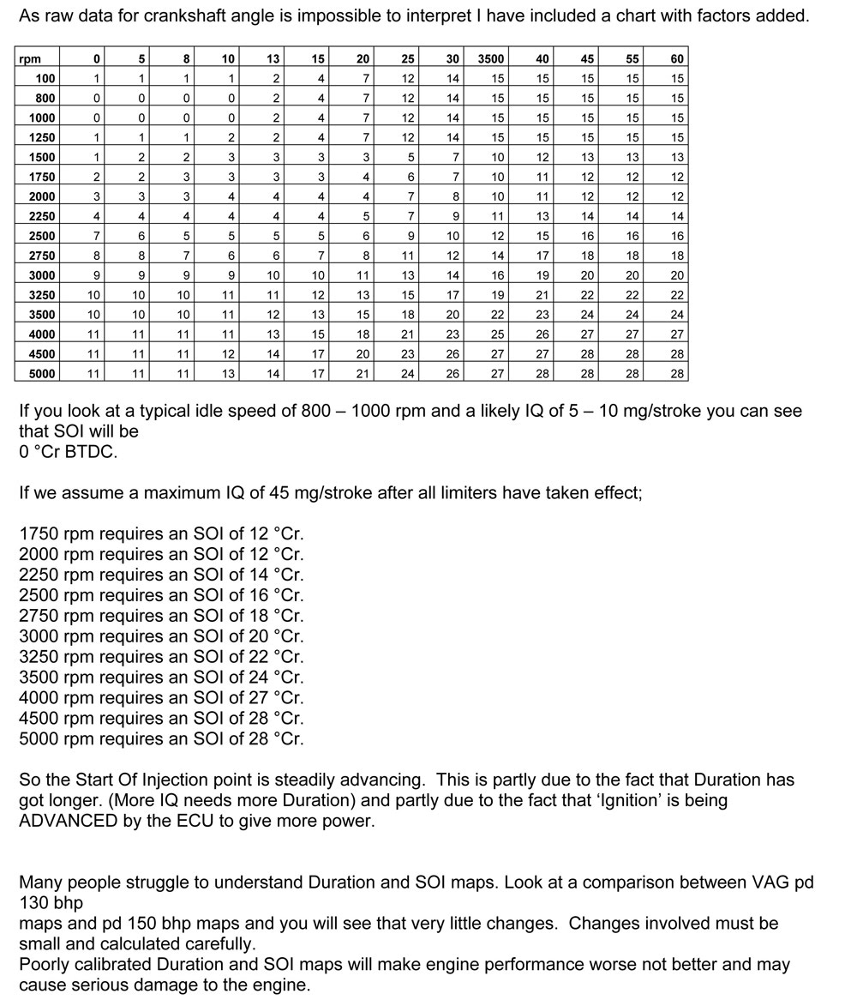 As raw data for crankshaft angle is impossible to interpret I have included a chart with factors added.
rpm 0 5 8 10 13 15 20 25 30 3500 40 45 55 60
100 1 1 1 1 2 4 7 12 14 15 15 15 15 15
800 0 0 0 0 2 4 7 12 14 15 15 15 15 15
1000 0 0 0 0 2 4 7 12 14 15 15 15 15 15
1250 1 1 1 2 2 4 7 12 14 15 15 15 15 15
1500 1 2 2 3 3 3 3 5 7 10 12 13 13 13
1750 2 2 3 3 3 3 4 6 7 10 11 12 12 12
2000 3 3 3 4 4 4 4 7 8 10 11 12 12 12
2250 4 4 4 4 4 4 5 7 9 11 13 14 14 14
2500 7 6 5 5 5 5 6 9 10 12 15 16 16 16
2750 8 8 7 6 6 7 8 11 12 14 17 18 18 18
3000 9 9 9 9 10 10 11 13 14 16 19 20 20 20
3250 10 10 10 11 11 12 13 15 17 19 21 22 22 22
3500 10 10 10 11 12 13 15 18 20 22 23 24 24 24
4000 11 11 11 11 13 15 18 21 23 25 26 27 27 27
4500 11 11 11 12 14 17 20 23 26 27 27 28 28 28
5000 11 11 11 13 14 17 21 24 26 27 28 28 28 28
If you look at a typical idle speed of 800 – 1000 rpm and a likely IQ of 5 – 10 mg/stroke you can see
that SOI will be
0 °Cr BTDC.
If we assume a maximum IQ of 45 mg/stroke after all limiters have taken effect;
1750 rpm requires an SOI of 12 °Cr.
2000 rpm requires an SOI of 12 °Cr.
2250 rpm requires an SOI of 14 °Cr.
2500 rpm requires an SOI of 16 °Cr.
2750 rpm requires an SOI of 18 °Cr.
3000 rpm requires an SOI of 20 °Cr.
3250 rpm requires an SOI of 22 °Cr.
3500 rpm requires an SOI of 24 °Cr.
4000 rpm requires an SOI of 27 °Cr.
4500 rpm requires an SOI of 28 °Cr.
5000 rpm requires an SOI of 28 °Cr.
So the Start Of Injection point is steadily advancing.  This is partly due to the fact that Duration has
got longer. (More IQ needs more Duration) and partly due to the fact that ‘Ignition’ is being
ADVANCED by the ECU to give more power.
Many people struggle to understand Duration and SOI maps. Look at a comparison between VAG pd
130 bhp
maps and pd 150 bhp maps and you will see that very little changes.  Changes involved must be
small and calculated carefully.
Poorly calibrated Duration and SOI maps will make engine performance worse not better and may
cause serious damage to the engine.